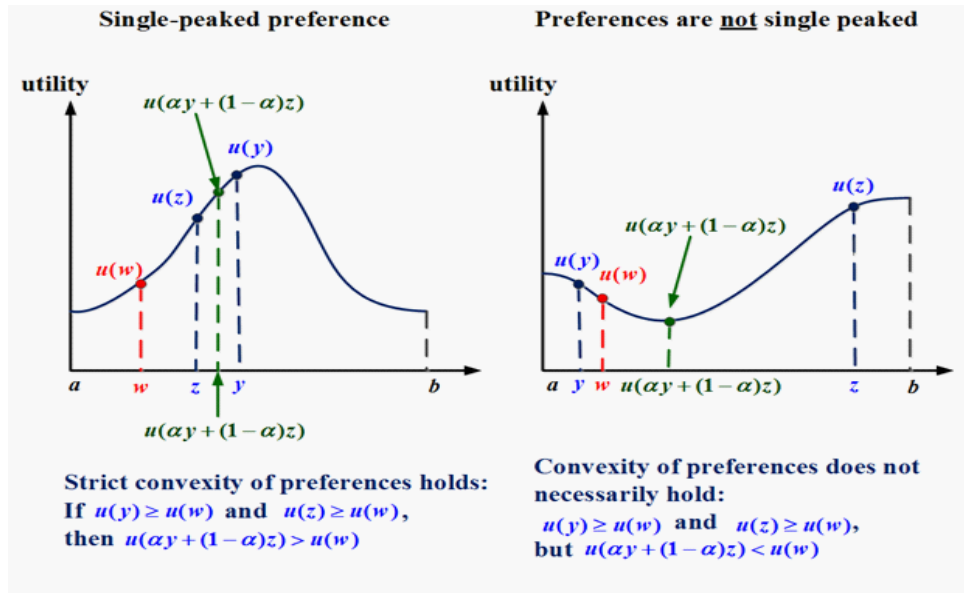 Single-peaked preference
utility
u(αy + (1 − α)z)
u(y)
u(z)
u(w)
a
w
z
y
b
u(αy + (1 − α)z)
Strict convexity of preferences holds:
If u(y) ≥ u(w) and u(z) ≥ u(w),
then u(αy + (1 − α)z) > u(w)
Preferences are not single peaked
utility
u(z)
u(αy + (1 − α)z)
u(y)
u(w)
a
y
w
u(αy + (1 − α)z)
z
b
Convexity of preferences does not
necessarily hold:
u(y) ≥ u(w) and u(z) ≥ u(w),
but u(αy + (1 − α)z) < u(w)